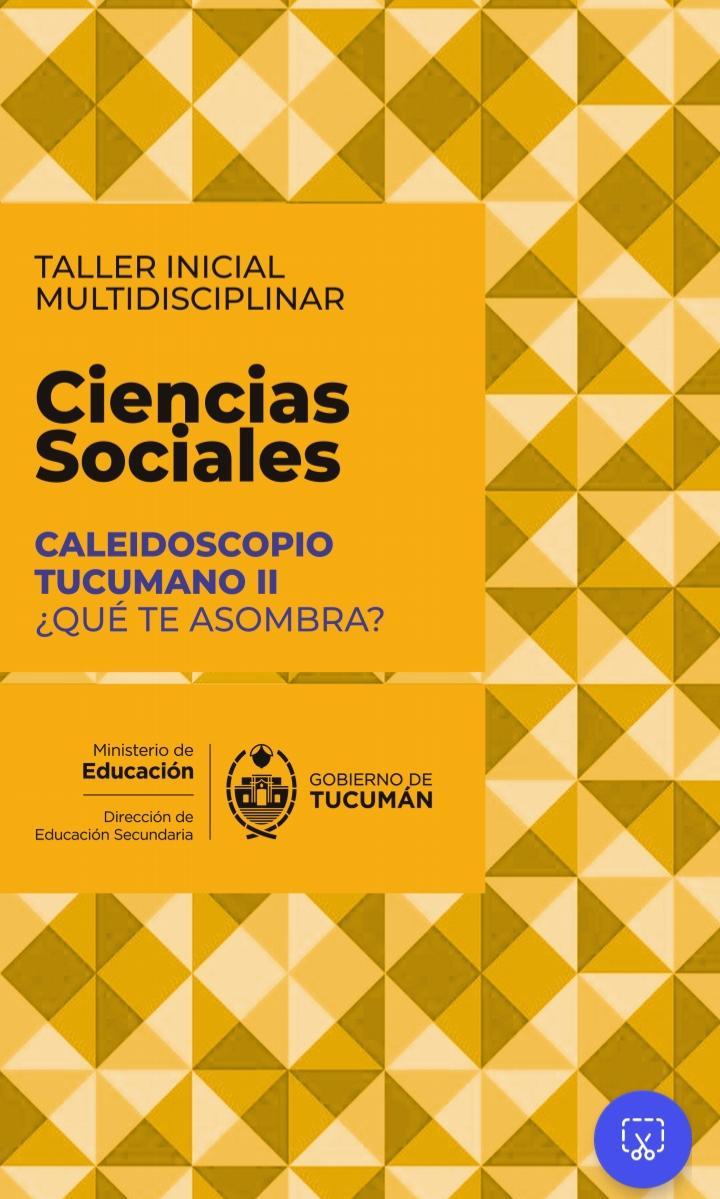 TALLER INICIAL
MULTIDISCIPLINAR
Ciencias
Sociales
CALEIDOSCOPIO
TUCUMANO II
¿QUÉ TE ASOMBRA?
Ministerio de
Educación
Dirección de
Educación Secundaria
GOBIERNO DE
TUCUMÁN